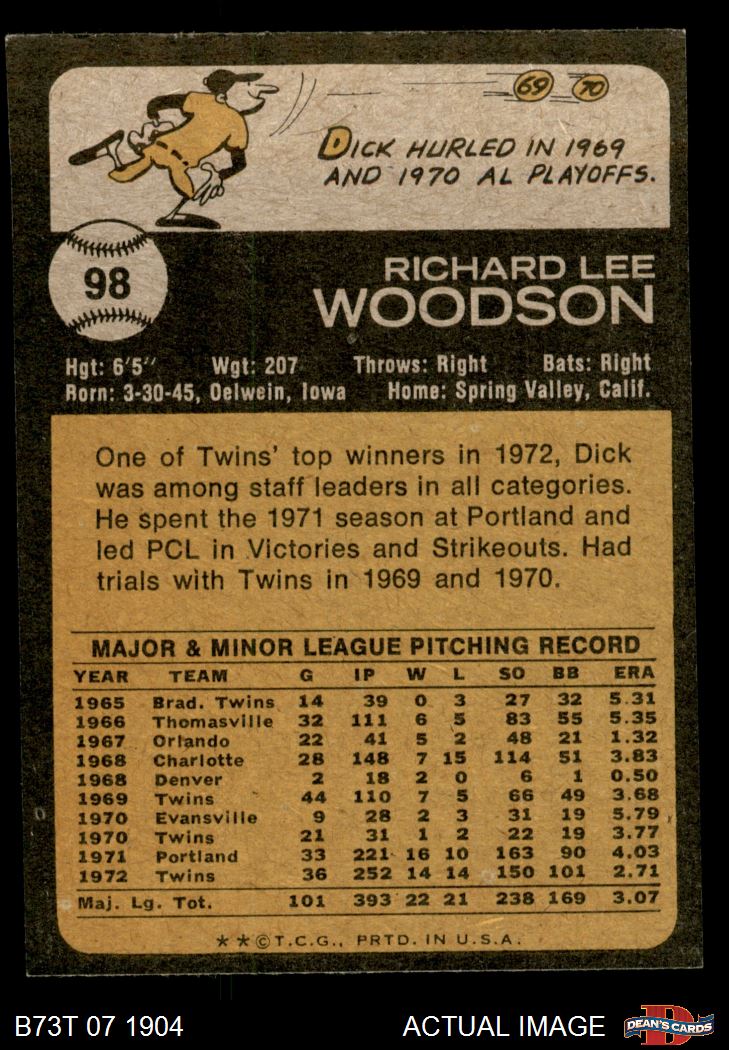 69 70
DICK HURLED IN 1969
AND 1970 AL PLAYOFFS.
98
RICHARD LEE
WOODSON
Hgt: 6'5" Wgt: 207 Throws: Right Bats: Right
Born: 3-30-45, Oelwein, Iowa Home: Spring Valley, Calif.
One of Twins' top winners in 1972, Dick
was among staff leaders in all categories.
He spent the 1971 season at Portland and
led PCL in Victories and Strikeouts. Had
trials with Twins in 1969 and 1970.
MAJOR & MINOR LEAGUE PITCHING RECORD
YEAR TEAM G IP W L SO BB ERA
1965 Brad. Twins 14 39 0 3 27 32 5.31
1966 Thomasville 32 111 6 5 83 55 5.35
1967 Orlando 22 41 5 2 48 21 1.32
1968 Charlotte 28 148 7 15 114 51 3.83
1968 Denver 2 18 2 0 6 1 0.50
1969 Twins 44 110 7 5 66 49 3.68
1970 Evansville 9 28 2 3 31 19 5.79
1970 Twins 21 31 1 2 22 19 3.77
1971 Portland 33 221 16 10 163 90 4.03
1972 Twins 36 252 14 14 150 101 2.71
Maj. Lg. Tot. 101 393 22 21 238 169 3.07
★★©T.C.G., PRTD. IN U.S.A.
B73T 07 1904 ACTUAL IMAGE D DEAN'S CARDS